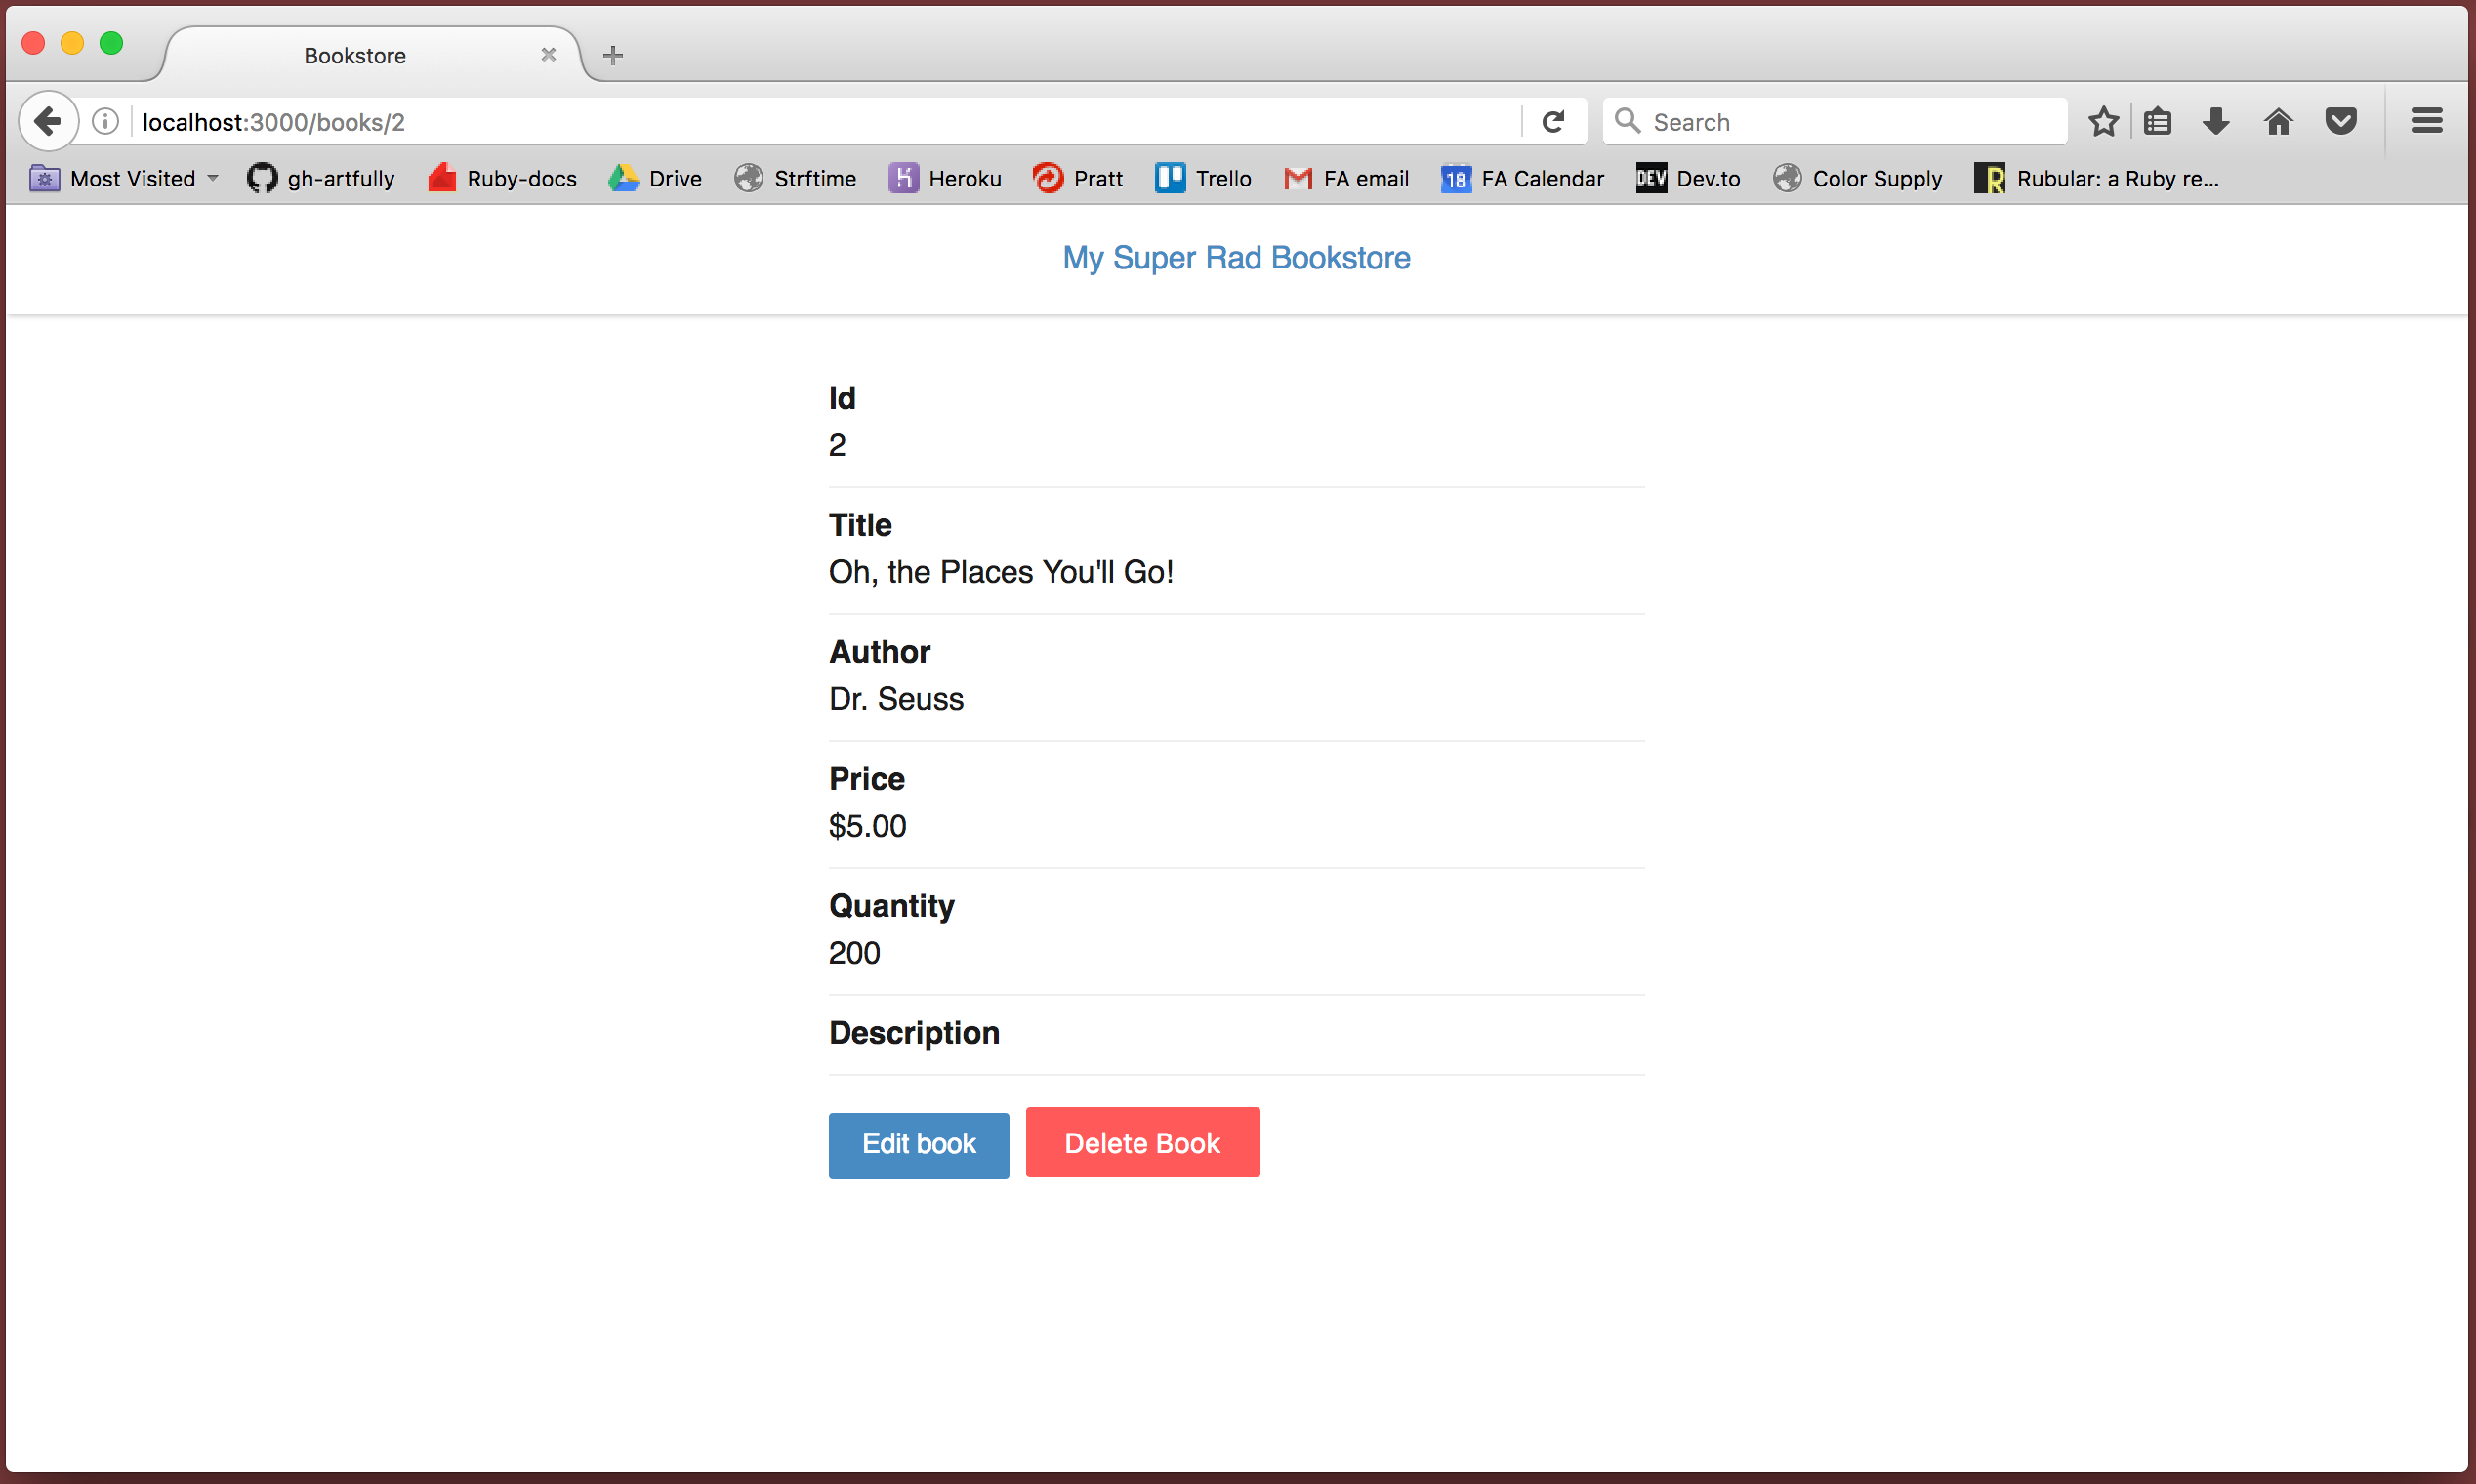 Bookstore
localhost:3000/books/2
Search
Most Visited gh-artfully Ruby-docs Drive Strftime Heroku Pratt Trello FA email 18 FA Calendar DEV Dev.to Color Supply R Rubular: a Ruby re...
My Super Rad Bookstore
Id
2
Title
Oh, the Places You'll Go!
Author
Dr. Seuss
Price
$5.00
Quantity
200
Description
Edit book Delete Book